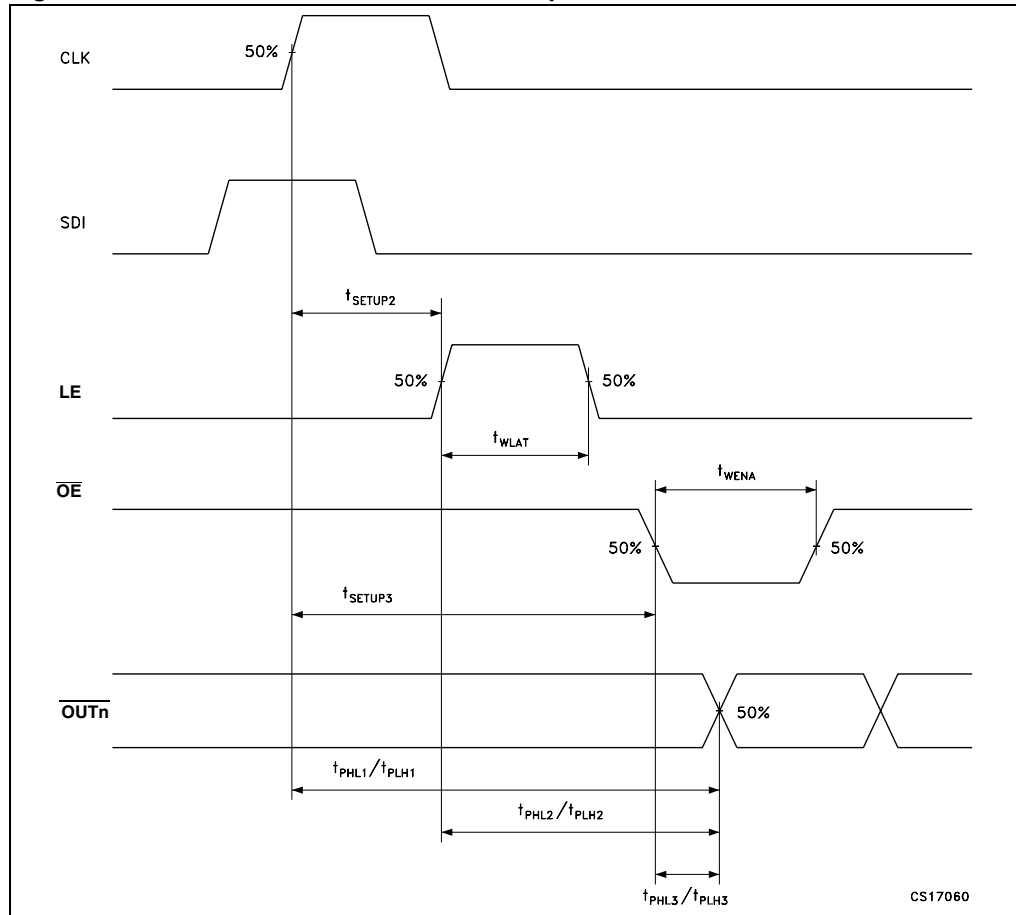 50%
CLK
SDI
tSETUP2
LE
50%
50%
tWLAT
OE
tWENA
50%
50%
tSETUP3
OUTn
50%
tPHL1/tPLH1
tPHL2/tPLH2
tPHL3/tPLH3
CS17060